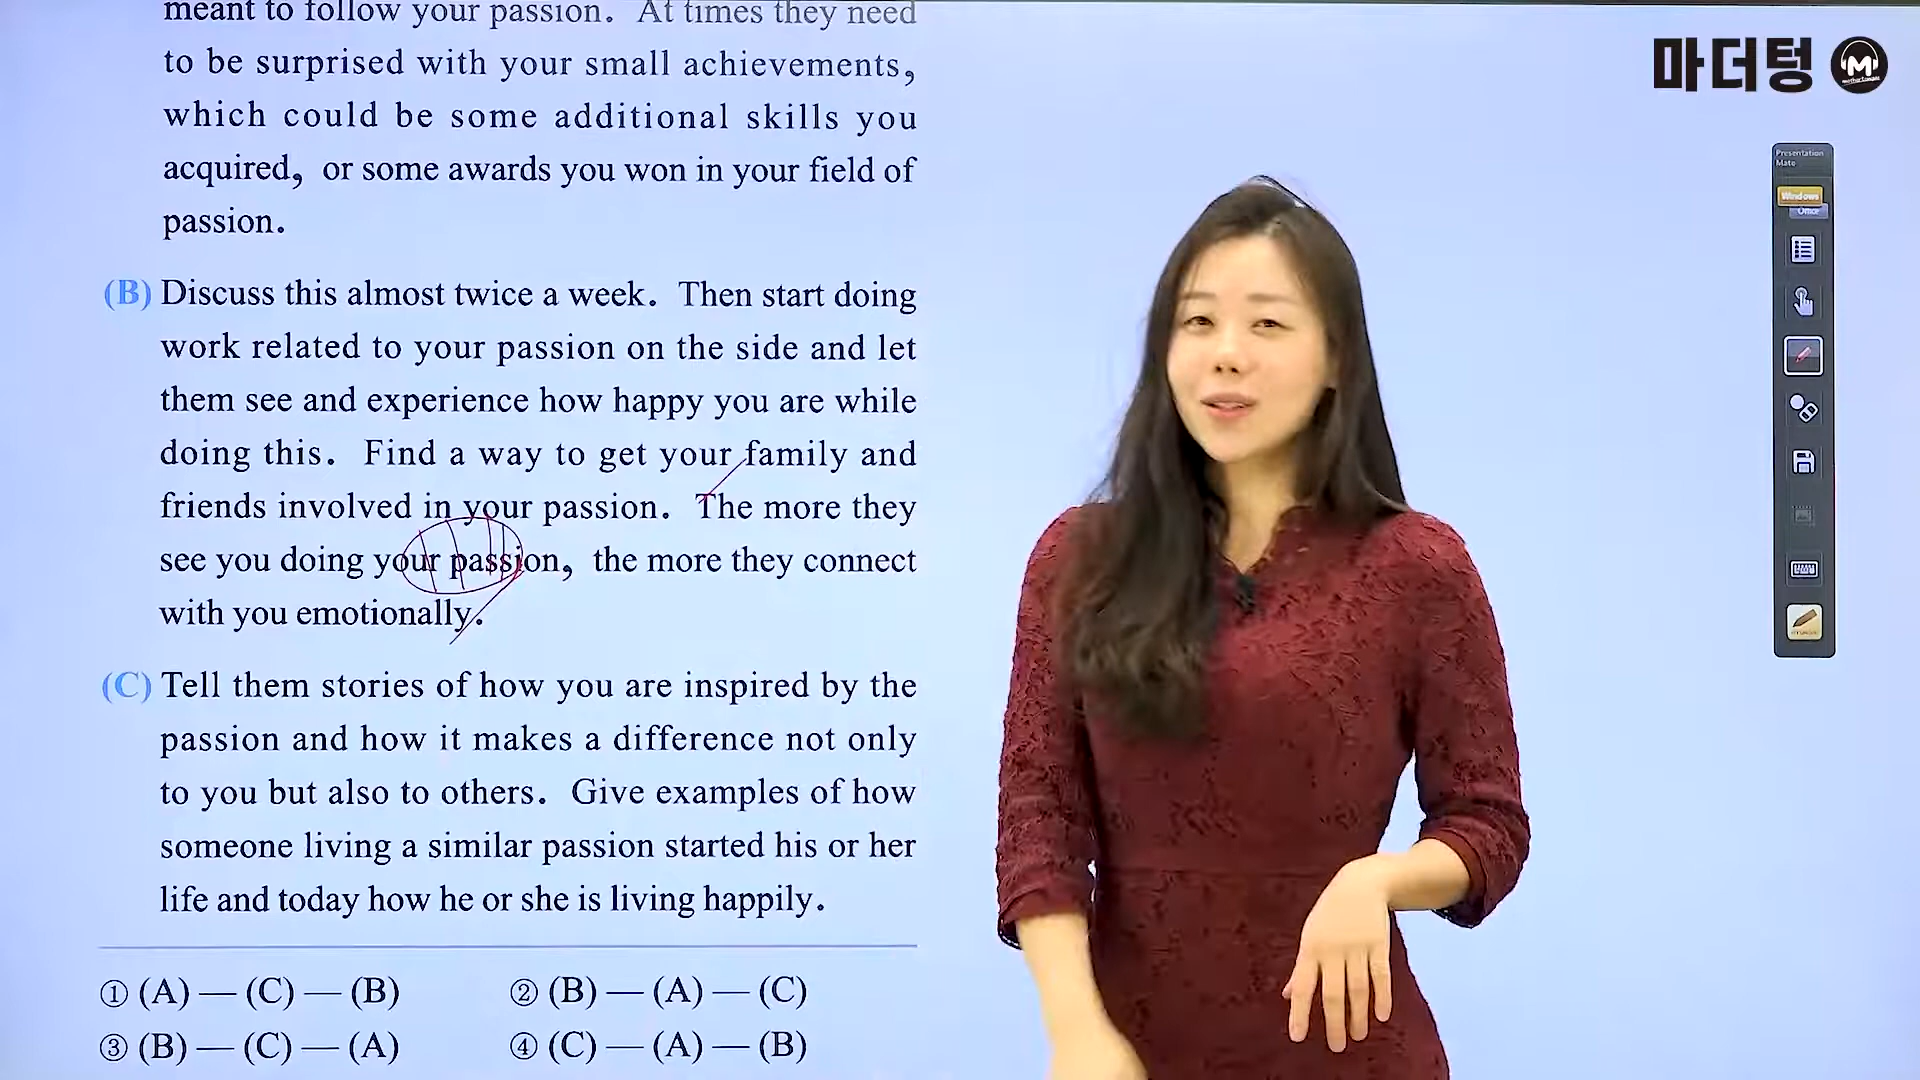 meant to follow your passion. At times they need
to be surprised with your small achievements,
which could be some additional skills you
acquired, or some awards you won in your field of
passion.
(B) Discuss this almost twice a week. Then start doing
work related to your passion on the side and let
them see and experience how happy you are while
doing this. Find a way to get your family and
friends involved in your passion. The more they
see you doing your passion, the more they connect
with you emotionally.
(C) Tell them stories of how you are inspired by the
passion and how it makes a difference not only
to you but also to others. Give examples of how
someone living a similar passion started his or her
life and today how he or she is living happily.
① (A) — (C) — (B)
② (B) — (A) — (C)
③ (B) — (C) — (A)
④ (C) — (A) — (B)
마더텅 M
Presentation
Mate
Windows
Office